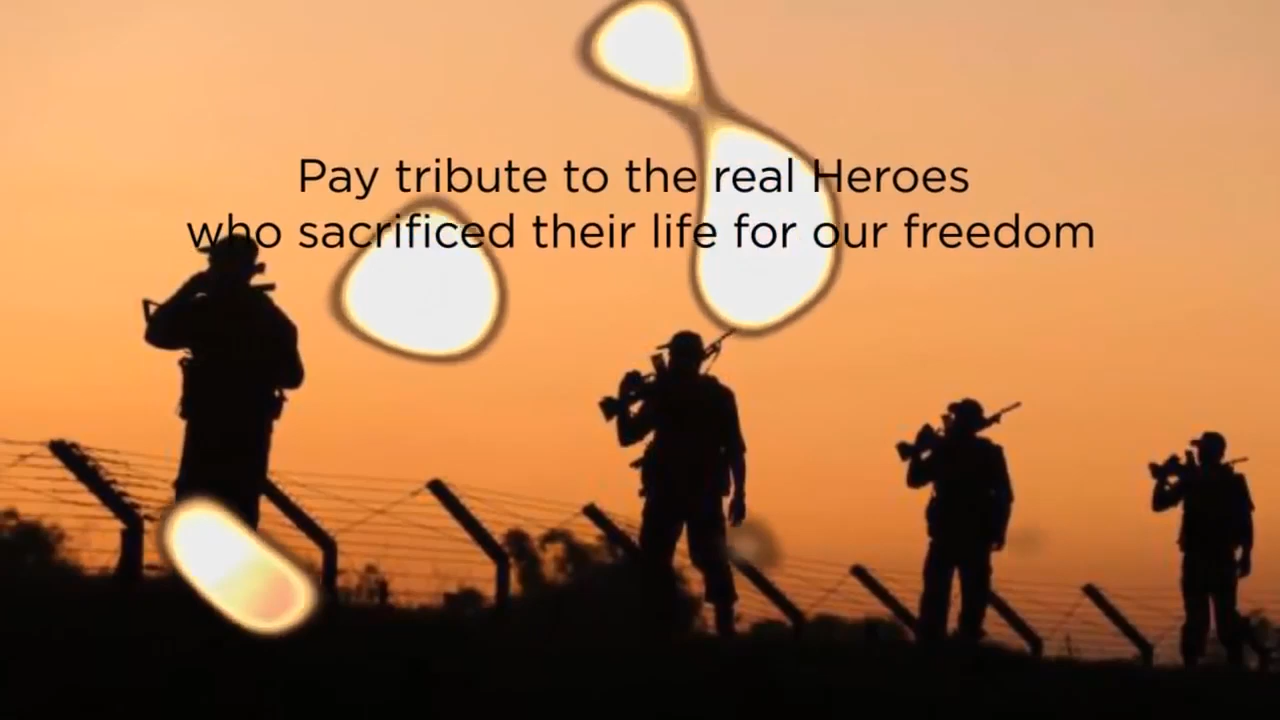 Pay tribute to the real Heroes
who sacrificed their life for our freedom